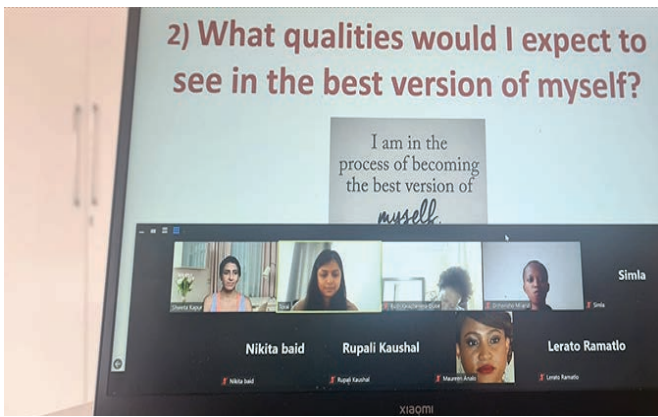 2) What qualities would I expect to
see in the best version of myself?
I am in the
process of becoming
the best version of
myself.
Simla
Simla
Nikita baid
Rupali Kaushal
Lerato Ramatlo
Nikita baid
Rupali Kaushal
Maureen Analo
Lerato Ramatlo
xiaomi